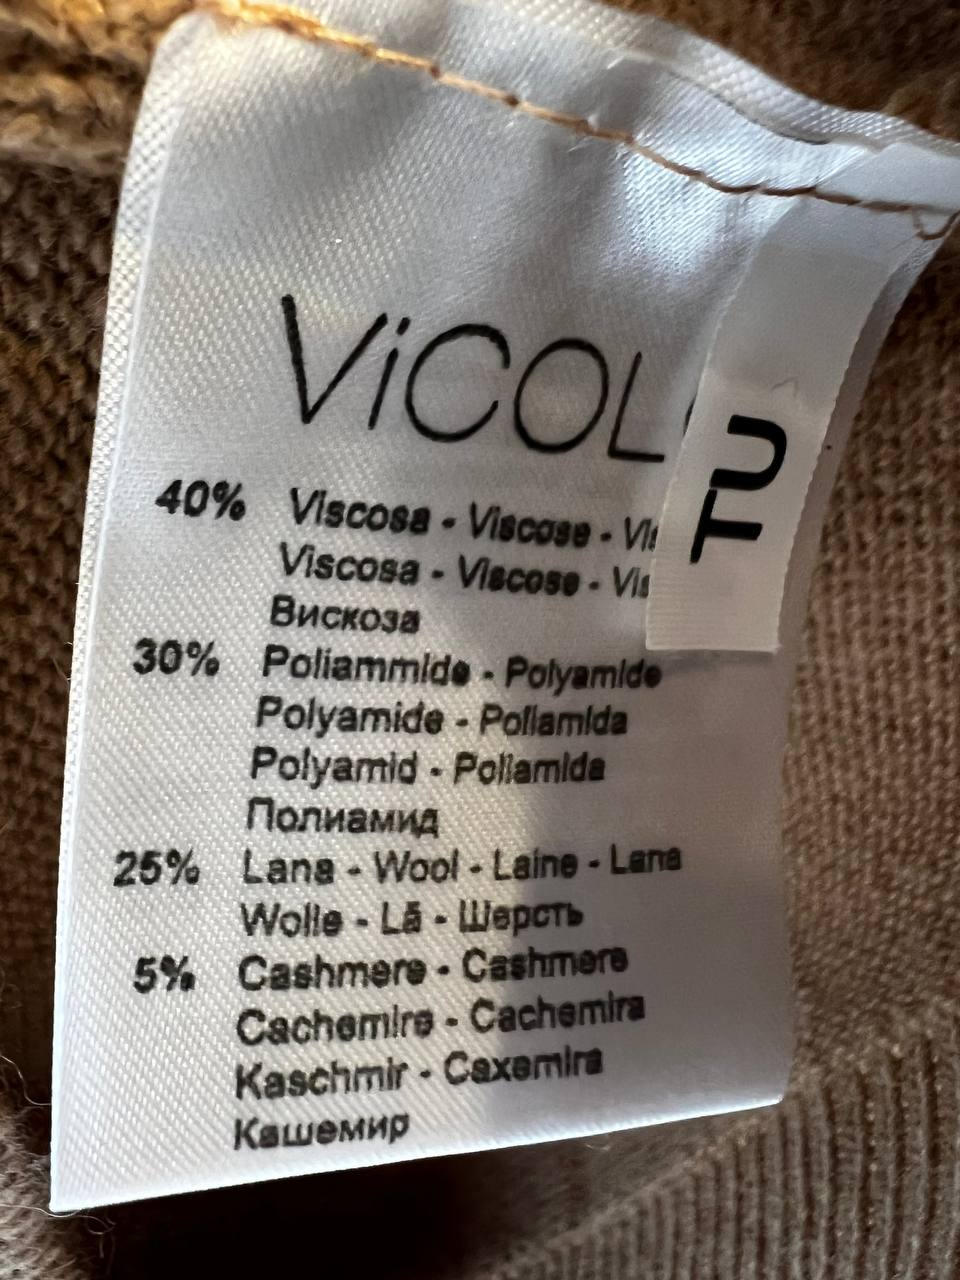 ViCOL
TU
40% Viscosa - Viscose -
Viscosa - Viscose -
Вискоза
30% Poliammide - Polyamide
Polyamide - Poliamida
Polyamid - Poliamida
Полиамид
25% Lana - Wool - Laine - Lana
Wolle - Lã - Шерсть
5% Cashmere - Cashmere
Cachemire - Cachemira
Kaschmir - Caxemira
Кашемир